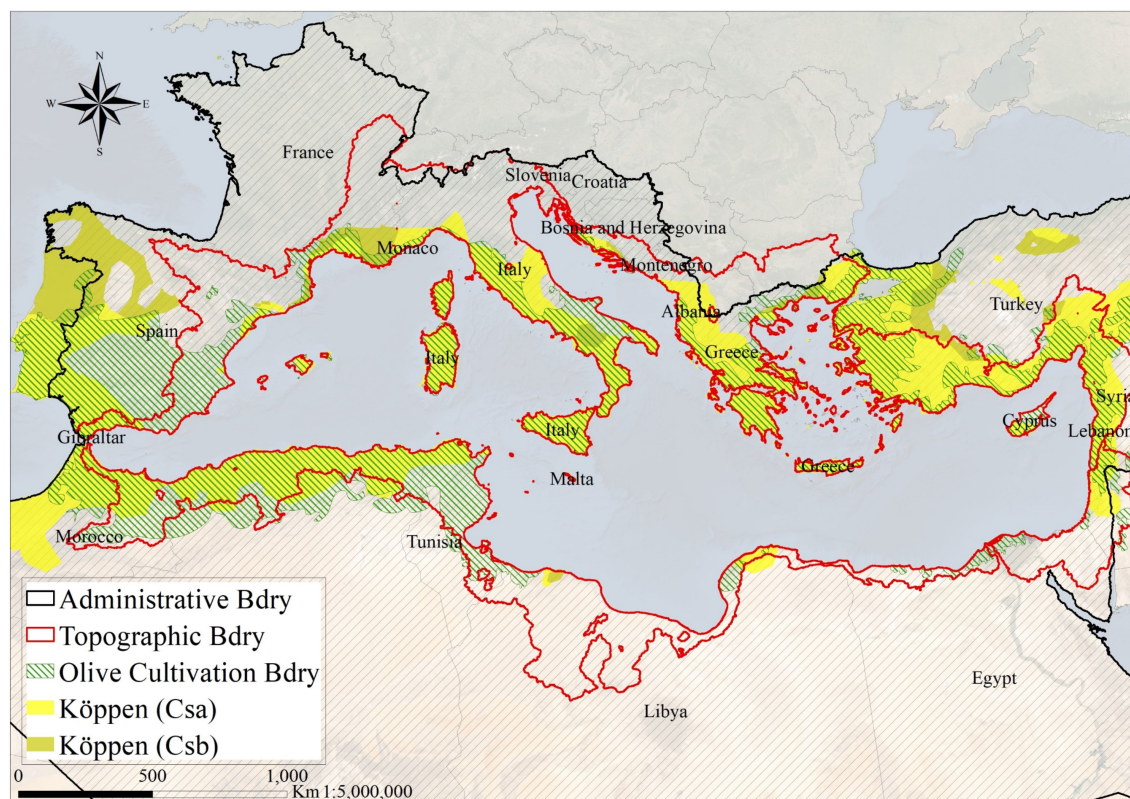 N
W
E
S
France
Slovenia
Croatia
Bosnia and Herzegovina
Monaco
Italy
Montenegro
Spain
Albania
Turkey
Italy
Greece
Syria
Gibraltar
Italy
Cyprus
Lebanon
Greece
Malta
Morocco
Tunisia
Egypt
Libya
Administrative Bdry
Topographic Bdry
Olive Cultivation Bdry
Köppen (Csa)
Köppen (Csb)
0 500 1,000
Km 1:5,000,000